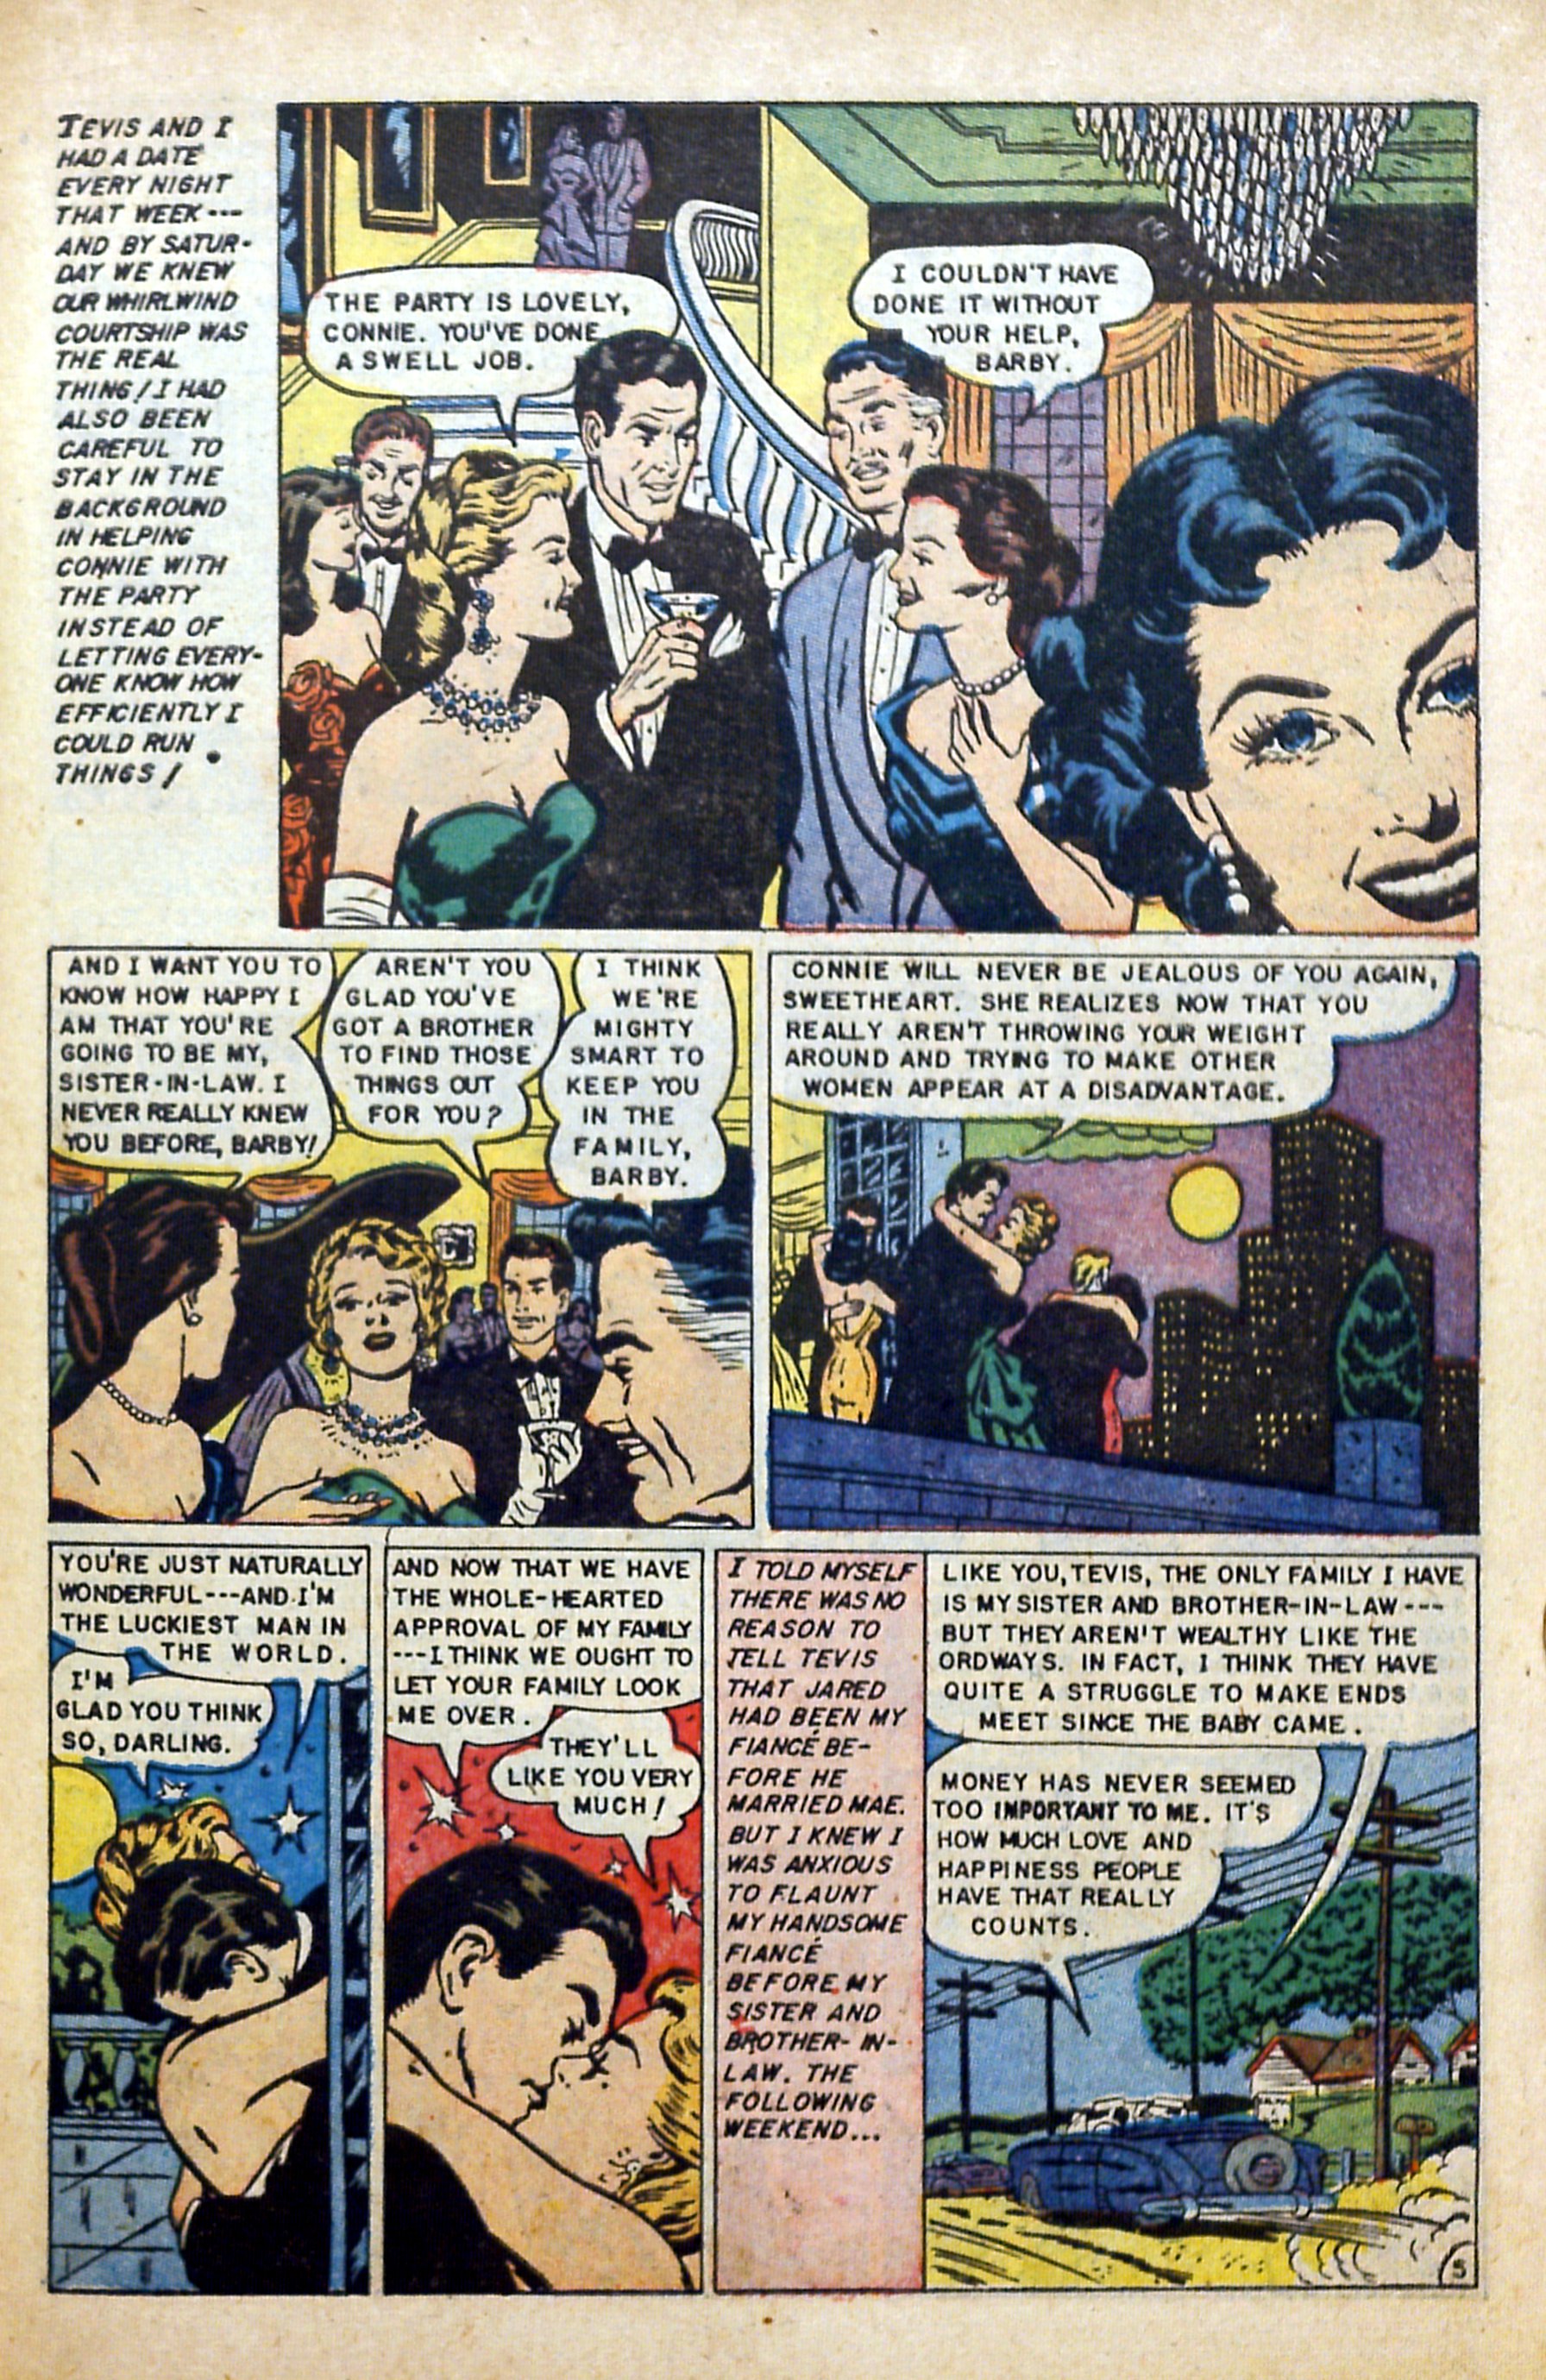 TEVIS AND I
HAD A DATE
EVERY NIGHT
THAT WEEK---
AND BY SATUR-
DAY WE KNEW
OUR WHIRLWIND
COURTSHIP WAS
THE REAL
THING! I HAD
ALSO BEEN
CAREFUL TO
STAY IN THE
BACKGROUND
IN HELPING
CONNIE WITH
THE PARTY
INSTEAD OF
LETTING EVERY-
ONE KNOW HOW
EFFICIENTLY I
COULD RUN
THINGS!
THE PARTY IS LOVELY,
CONNIE. YOU'VE DONE
A SWELL JOB.
I COULDN'T HAVE
DONE IT WITHOUT
YOUR HELP,
BARBY.
AND I WANT YOU TO
KNOW HOW HAPPY I
AM THAT YOU'RE
GOING TO BE MY,
SISTER-IN-LAW. I
NEVER REALLY KNEW
YOU BEFORE, BARBY!
AREN'T YOU
GLAD YOU'VE
GOT A BROTHER
TO FIND THOSE
THINGS OUT
FOR YOU?
I THINK
WE'RE
MIGHTY
SMART TO
KEEP YOU
IN THE
FAMILY,
BARBY.
CONNIE WILL NEVER BE JEALOUS OF YOU AGAIN,
SWEETHEART. SHE REALIZES NOW THAT YOU
REALLY AREN'T THROWING YOUR WEIGHT
AROUND AND TRYING TO MAKE OTHER
WOMEN APPEAR AT A DISADVANTAGE.
YOU'RE JUST NATURALLY
WONDERFUL---AND I'M
THE LUCKIEST MAN IN
THE WORLD.
I'M
GLAD YOU THINK
SO, DARLING.
AND NOW THAT WE HAVE
THE WHOLE-HEARTED
APPROVAL OF MY FAMILY
---I THINK WE OUGHT TO
LET YOUR FAMILY LOOK
ME OVER.
THEY'LL
LIKE YOU VERY
MUCH!
I TOLD MYSELF
THERE WAS NO
REASON TO
TELL TEVIS
THAT JARED
HAD BEEN MY
FIANCÉ BE-
FORE HE
MARRIED MAE.
BUT I KNEW I
WAS ANXIOUS
TO FLAUNT
MY HANDSOME
FIANCÉ
BEFORE MY
SISTER AND
BROTHER-IN-
LAW. THE
FOLLOWING
WEEKEND...
LIKE YOU, TEVIS, THE ONLY FAMILY I HAVE
IS MY SISTER AND BROTHER-IN-LAW---
BUT THEY AREN'T WEALTHY LIKE THE
ORDWAYS. IN FACT, I THINK THEY HAVE
QUITE A STRUGGLE TO MAKE ENDS
MEET SINCE THE BABY CAME.
MONEY HAS NEVER SEEMED
TOO IMPORTANT TO ME. IT'S
HOW MUCH LOVE AND
HAPPINESS PEOPLE
HAVE THAT REALLY
COUNTS.
5